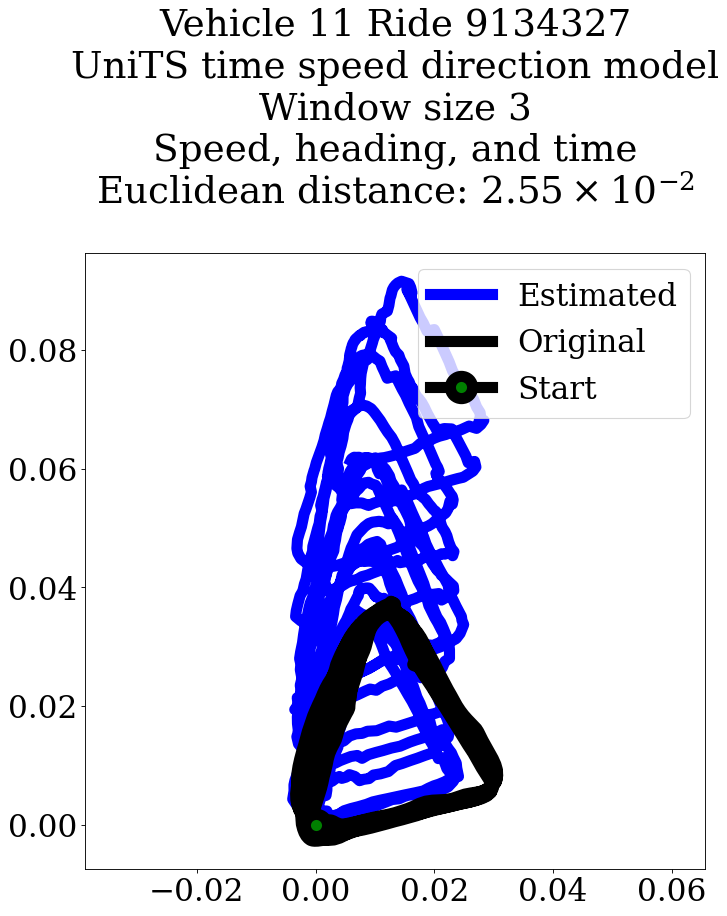 Vehicle 11 Ride 9134327
UniTS time speed direction model
Window size 3
Speed, heading, and time
Euclidean distance: 2.55 × 10⁻²
Estimated
Original
Start
0.08
0.06
0.04
0.02
0.00
−0.02 0.00 0.02 0.04 0.06